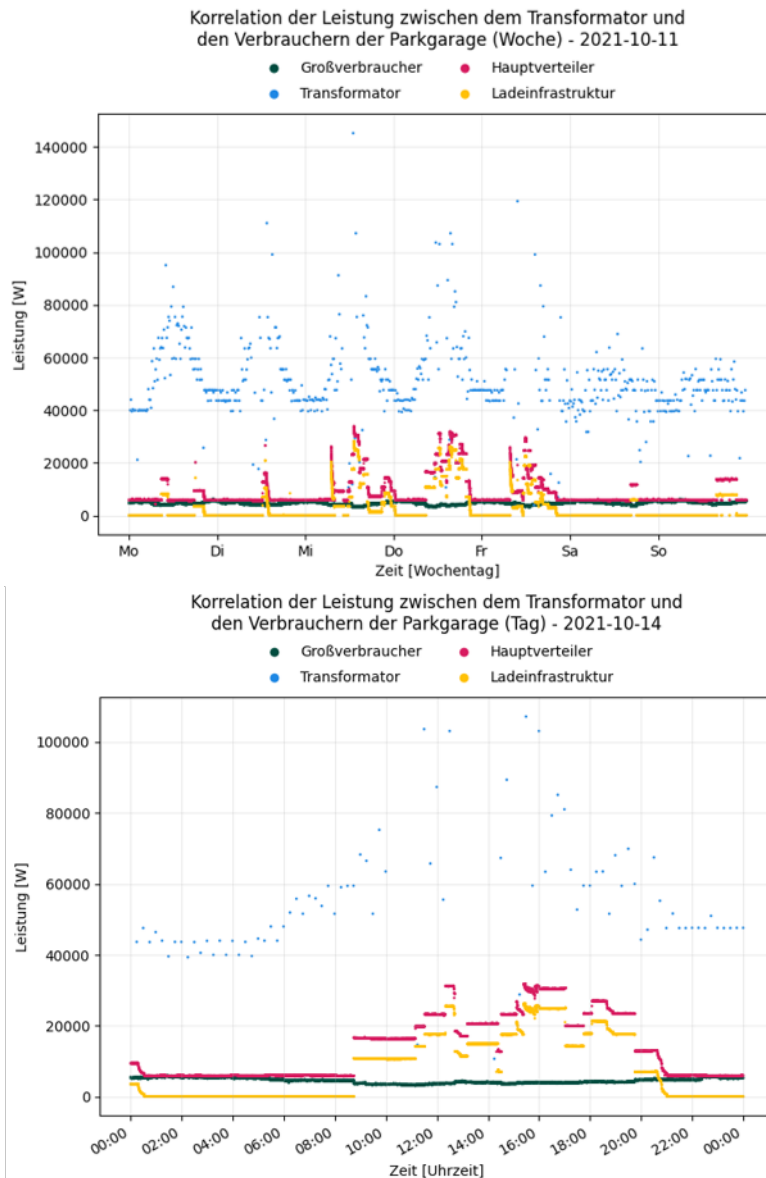 Korrelation der Leistung zwischen dem Transformator und
den Verbrauchern der Parkgarage (Woche) - 2021-10-11
Großverbraucher
Hauptverteiler
Transformator
Ladeinfrastruktur
Leistung [W]
140000
120000
100000
80000
60000
40000
20000
0
Mo Di Mi Do Fr Sa So
Zeit [Wochentag]
Korrelation der Leistung zwischen dem Transformator und
den Verbrauchern der Parkgarage (Tag) - 2021-10-14
Großverbraucher
Hauptverteiler
Transformator
Ladeinfrastruktur
Leistung [W]
100000
80000
60000
40000
20000
0
00:00 02:00 04:00 06:00 08:00 10:00 12:00 14:00 16:00 18:00 20:00 22:00 00:00
Zeit [Uhrzeit]